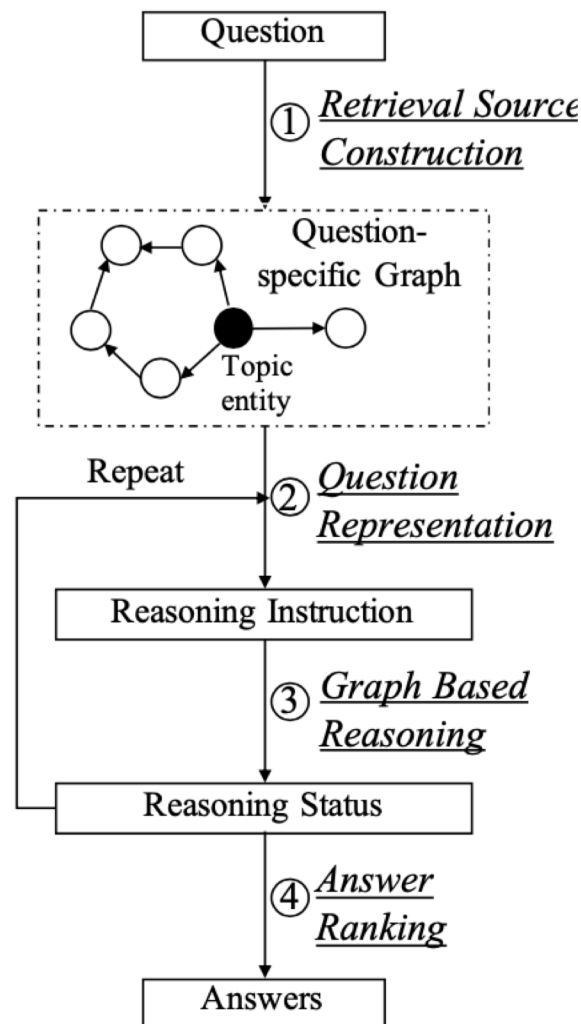 Question
① Retrieval Source
Construction
Question-
specific Graph
Topic
entity
Repeat
② Question
Representation
Reasoning Instruction
③ Graph Based
Reasoning
Reasoning Status
④ Answer
Ranking
Answers